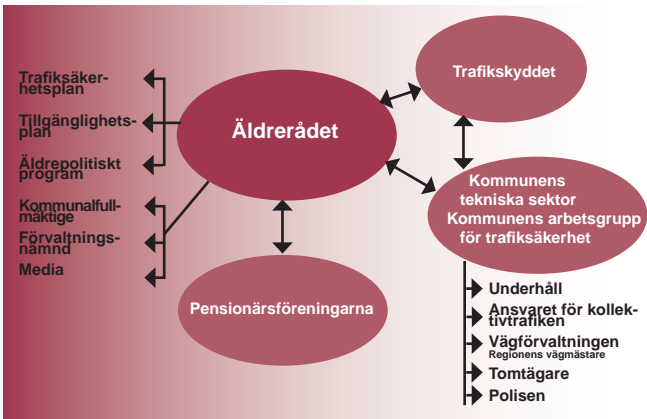 Trafiksäker-
hetsplan
Tillgänglighets-
plan
Äldrepolitiskt
program
Kommunalfull-
mäktige
Förvaltnings-
nämnd
Media
Äldrerådet
Pensionärsföreningarna
Trafikskyddet
Kommunens
tekniska sektor
Kommunens arbetsgrupp
för trafiksäkerhet
Underhåll
Ansvaret för kollek-
tivtrafiken
Vägförvaltningen
Regionens vägmästare
Tomtägare
Polisen